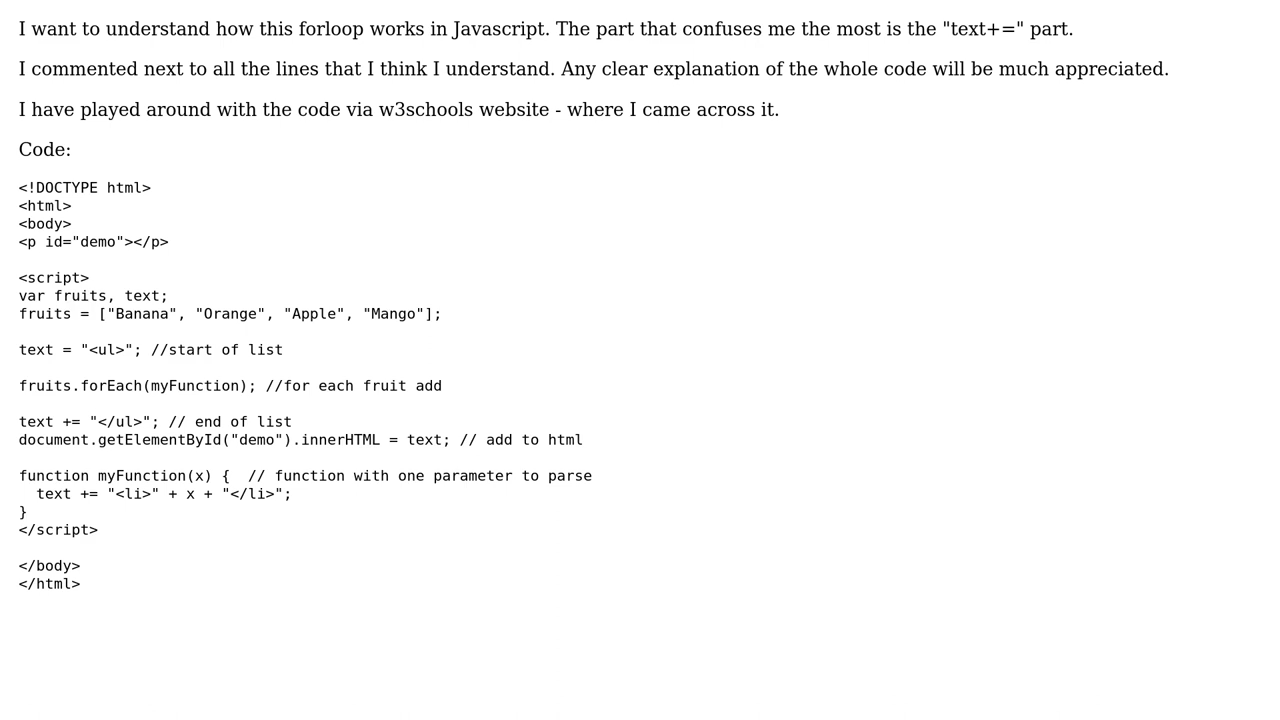 I want to understand how this forloop works in Javascript. The part that confuses me the most is the "text+=" part.
I commented next to all the lines that I think I understand. Any clear explanation of the whole code will be much appreciated.
I have played around with the code via w3schools website - where I came across it.
Code:
<!DOCTYPE html>
<html>
<body>
<p id="demo"></p>
<script>
var fruits, text;
fruits = ["Banana", "Orange", "Apple", "Mango"];
text = "<ul>"; //start of list
fruits.forEach(myFunction); //for each fruit add
text += "</ul>"; // end of list
document.getElementById("demo").innerHTML = text; // add to html
function myFunction(x) {  // function with one parameter to parse
  text += "<li>" + x + "</li>";
}
</script>
</body>
</html>